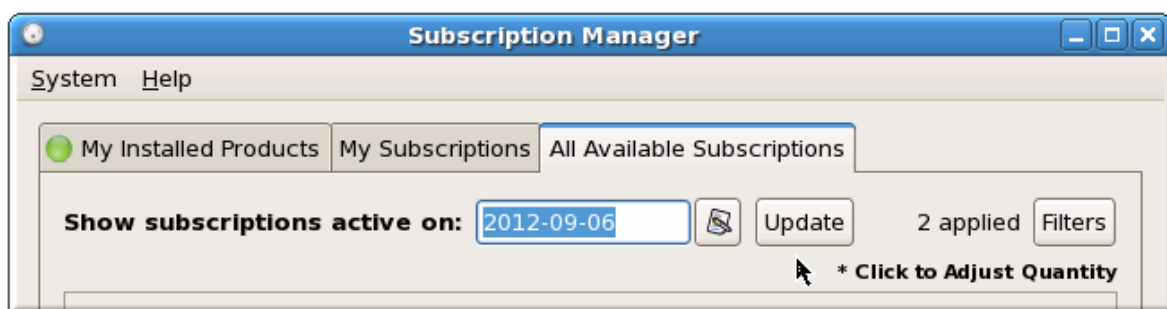 Subscription Manager
System Help
My Installed Products My Subscriptions All Available Subscriptions
Show subscriptions active on: 2012-09-06 Update 2 applied Filters
* Click to Adjust Quantity